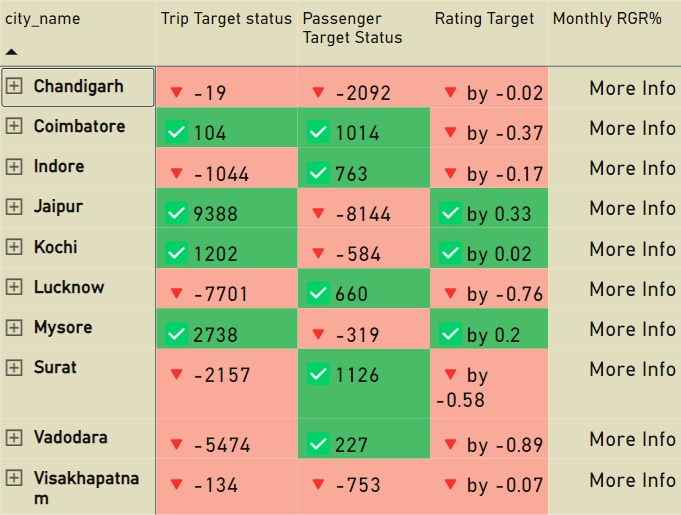 city_name Trip Target status Passenger Rating Target Monthly RGR%
Target Status
Chandigarh -19 -2092 by -0.02 More Info
Coimbatore 104 1014 by -0.37 More Info
Indore -1044 763 by -0.17 More Info
Jaipur 9388 -8144 by 0.33 More Info
Kochi 1202 -584 by 0.02 More Info
Lucknow -7701 660 by -0.76 More Info
Mysore 2738 -319 by 0.2 More Info
Surat -2157 1126 by More Info
-0.58
Vadodara -5474 227 by -0.89 More Info
Visakhapatna -134 -753 by -0.07 More Info
m